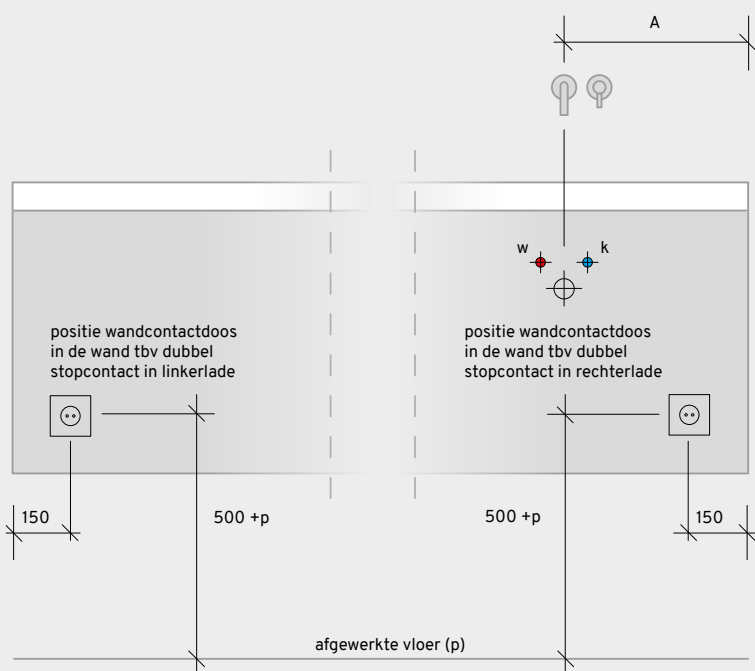 A
w
k
positie wandcontactdoos
in de wand tbv dubbel
stopcontact in linkerlade
positie wandcontactdoos
in de wand tbv dubbel
stopcontact in rechterlade
150
500 +p
500 +p
150
afgewerkte vloer (p)